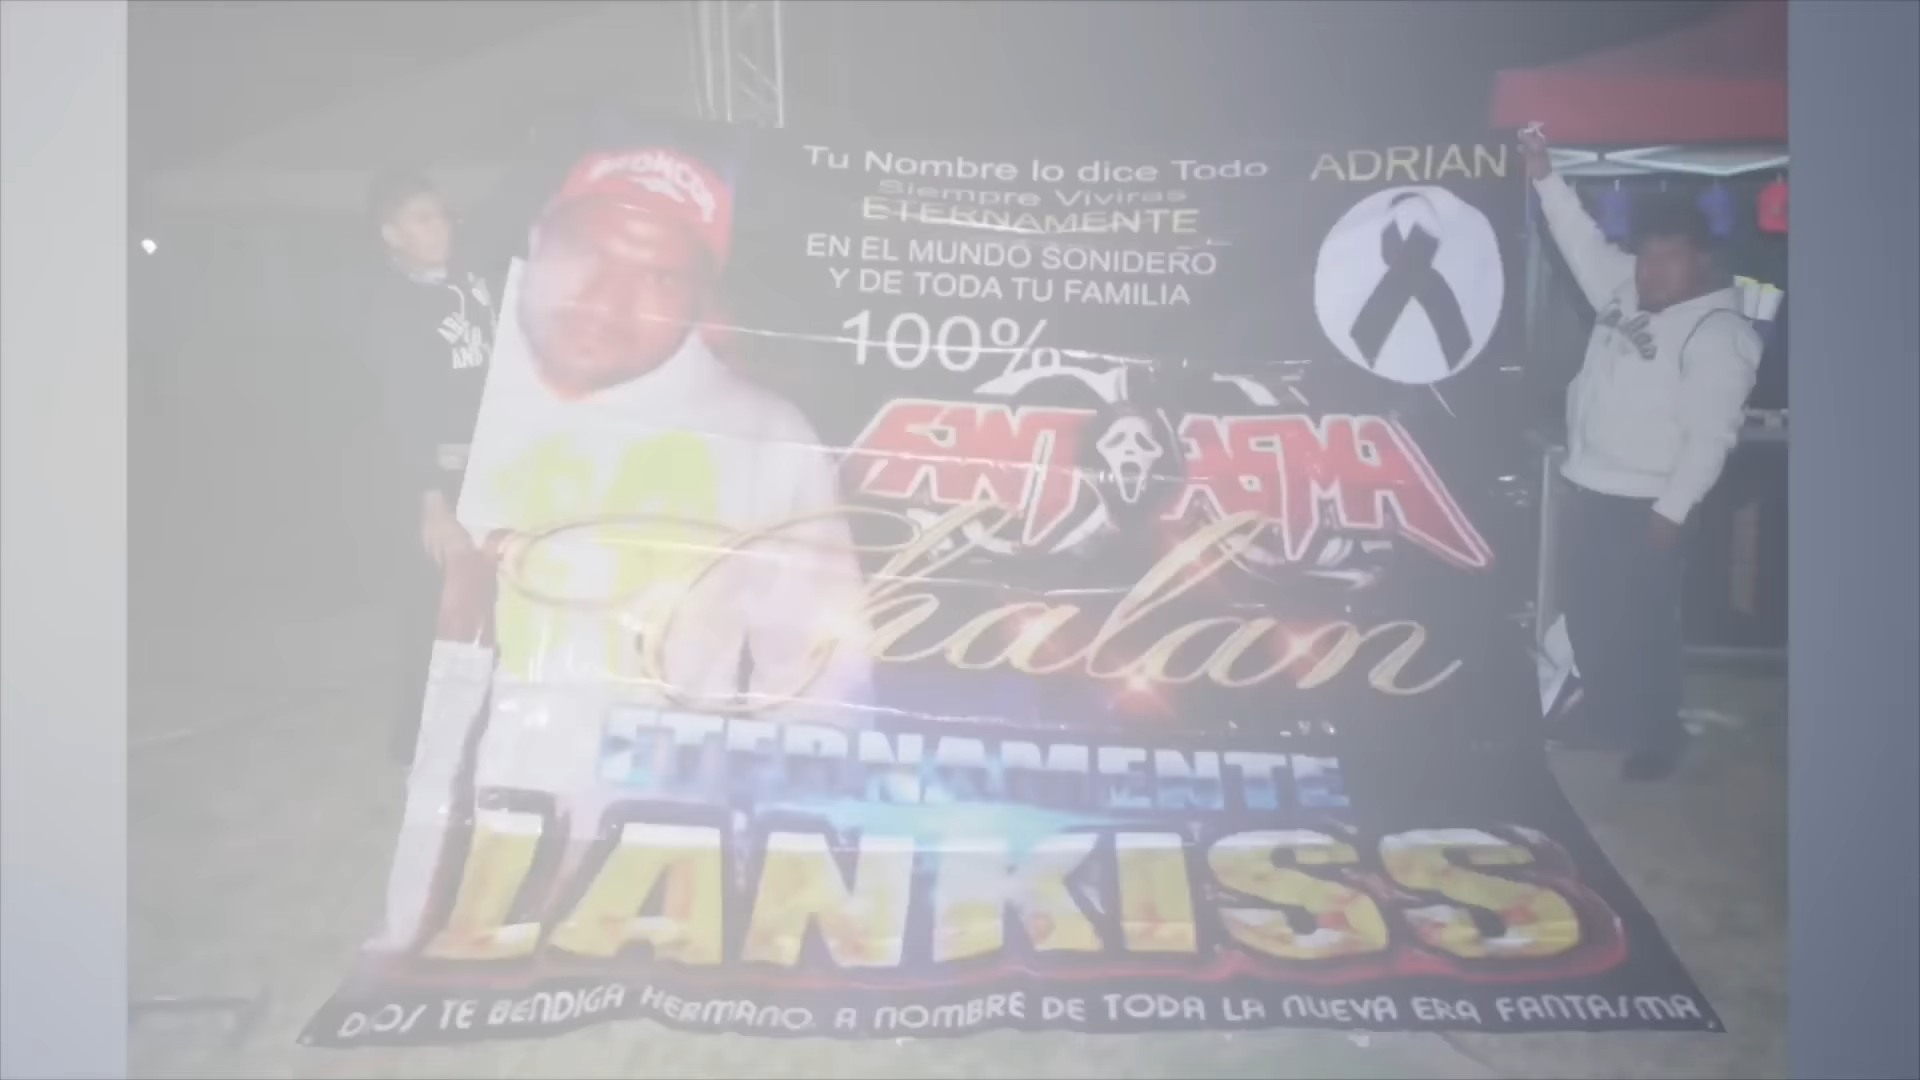 Tu Nombre lo dice Todo
Siempre Viviras
ETERNAMENTE
EN EL MUNDO SONIDERO
Y DE TODA TU FAMILIA
100%
ADRIAN
FANTASMA
Chalan
ETERNAMENTE
LANKISS
DIOS TE BENDIGA HERMANO. A NOMBRE DE TODA LA NUEVA ERA FANTASMA
BRONCOS